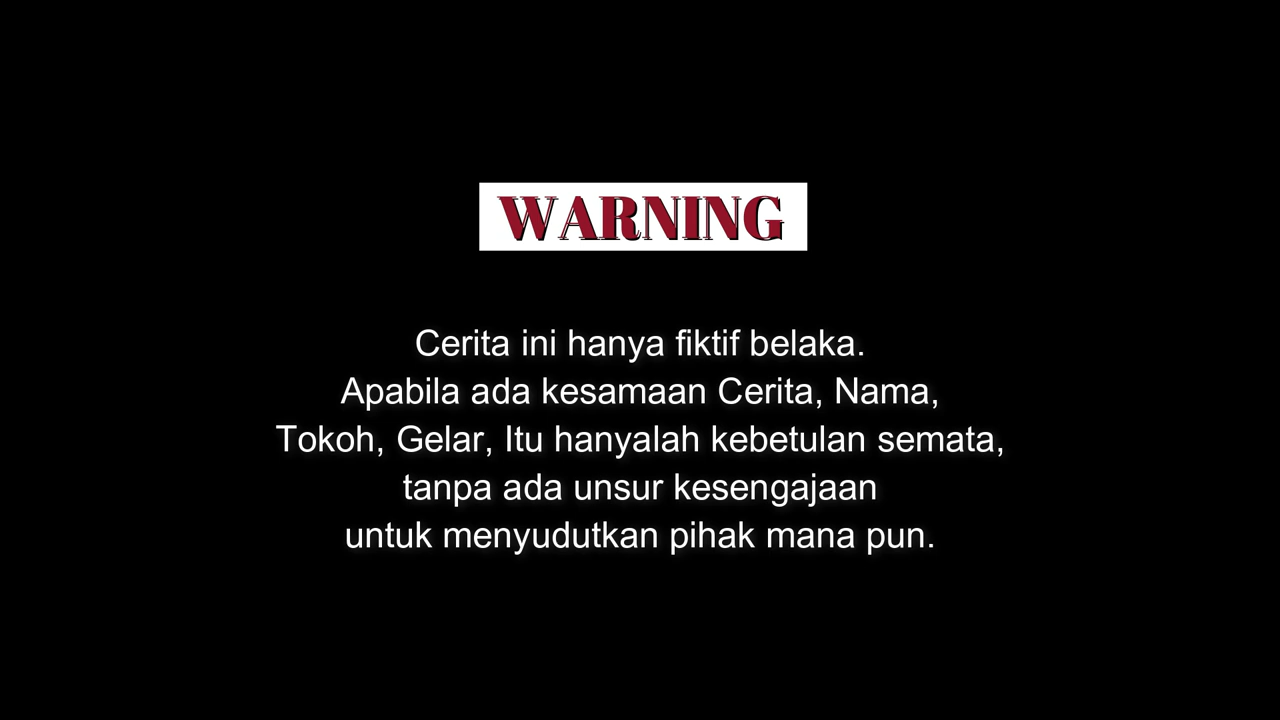 WARNING
Cerita ini hanya fiktif belaka.
Apabila ada kesamaan Cerita, Nama,
Tokoh, Gelar, Itu hanyalah kebetulan semata,
tanpa ada unsur kesengajaan
untuk menyudutkan pihak mana pun.